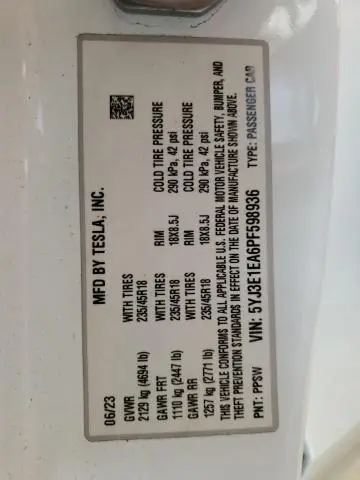 MFD BY TESLA, INC.
06/23
GVWR WITH TIRES RIM COLD TIRE PRESSURE
2129 kg (4694 lb) 235/45R18 18X8.5J 290 kPa, 42 psi
GAWR FRT WITH TIRES RIM COLD TIRE PRESSURE
1110 kg (2447 lb) 235/45R18 18X8.5J 290 kPa, 42 psi
GAWR RR
1257 kg (2771 lb) 235/45R18
THIS VEHICLE CONFORMS TO ALL APPLICABLE U.S. FEDERAL MOTOR VEHICLE SAFETY, BUMPER, AND
THEFT PREVENTION STANDARDS IN EFFECT ON THE DATE OF MANUFACTURE SHOWN ABOVE.
PNT: PPSW VIN: 5YJ3E1EA6PF598936 TYPE: PASSENGER CAR